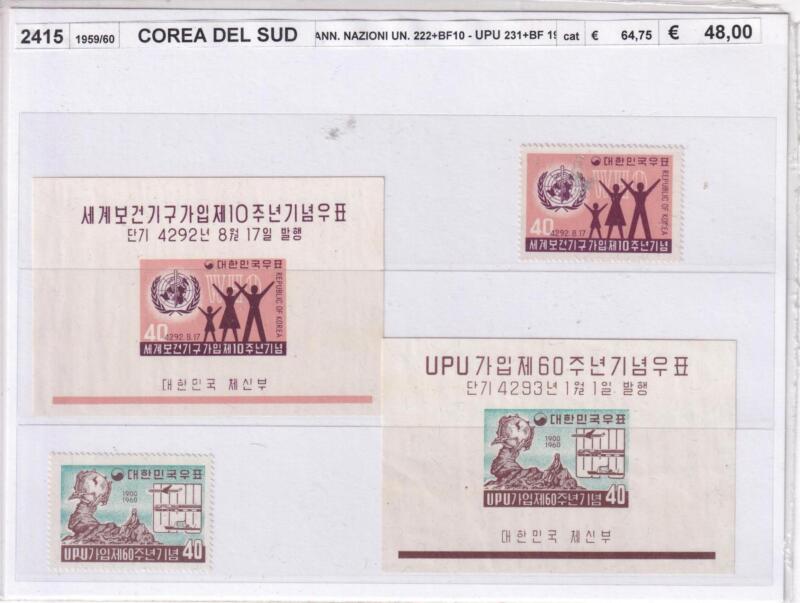 2415 1959/60 COREA DEL SUD ANN. NAZIONI UN. 222+BF10 - UPU 231+BF 19 cat € 64,75 € 48,00
대한민국우표
WHO
REPUBLIC OF KOREA
40 4292.8.17
세계보건기구가입제10주년기념
세계보건기구가입제10주년기념우표
단기 4292년 8월 17일 발행
대한민국우표
WHO
REPUBLIC OF KOREA
40 4292.8.17
세계보건기구가입제10주년기념
대한민국 체신부
UPU가입제60주년기념우표
단기 4293년 1월 1일 발행
대한민국우표
1900
1960
UPU
UPU가입제60주년기념 40
대한민국 체신부
대한민국우표
1900
1960
UPU
UPU가입제60주년기념 40